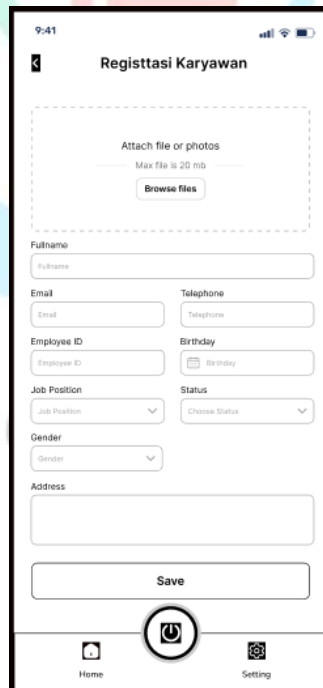 9:41
Registtasi Karyawan
Attach file or photos
Max file is 20 mb
Browse files
Fullname
Fullname
Email Telephone
Email Telephone
Employee ID Birthday
Employee ID Birthday
Job Position Status
Job Position Choose Status
Gender
Gender
Address
Save
Home Setting